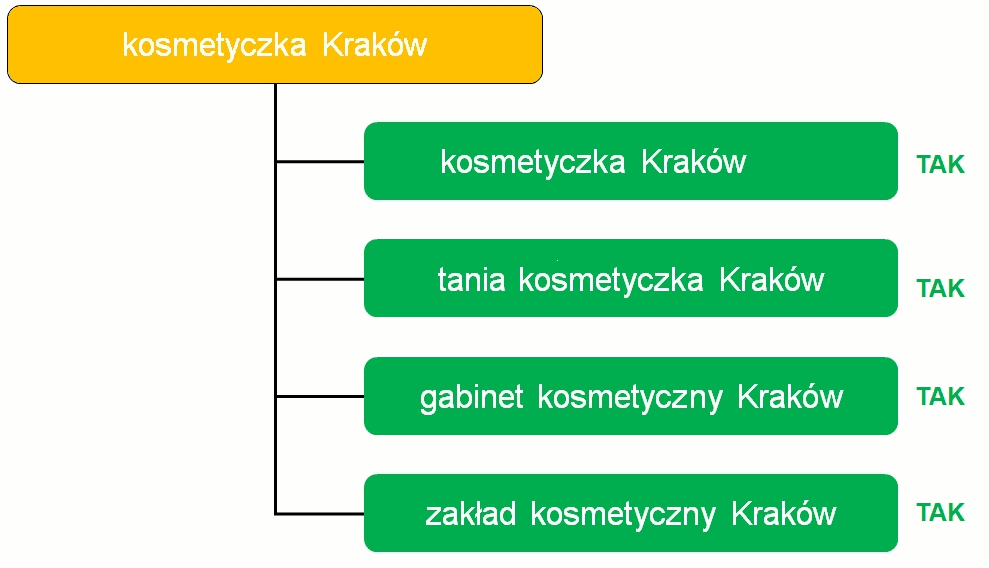 kosmetyczka Kraków
kosmetyczka Kraków TAK
tania kosmetyczka Kraków TAK
gabinet kosmetyczny Kraków TAK
zakład kosmetyczny Kraków TAK